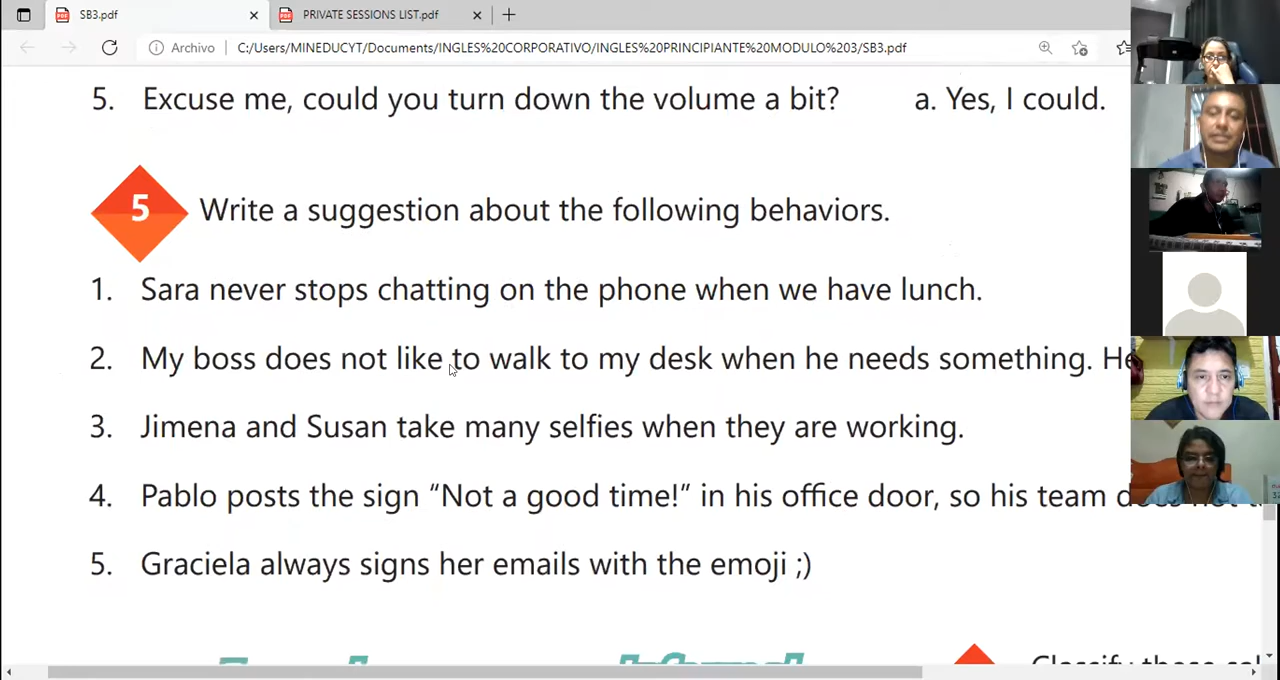 SB3.pdf
PRIVATE SESSIONS LIST.pdf
Archivo C:/Users/MINEDUCYT/Documents/INGLES%20CORPORATIVO/INGLES%20PRINCIPIANTE%20MODULO%203/SB3.pdf
5. Excuse me, could you turn down the volume a bit? a. Yes, I could.
5 Write a suggestion about the following behaviors.
1. Sara never stops chatting on the phone when we have lunch.
2. My boss does not like to walk to my desk when he needs something. He
3. Jimena and Susan take many selfies when they are working.
4. Pablo posts the sign “Not a good time!” in his office door, so his team does not
5. Graciela always signs her emails with the emoji ;)
Classify these